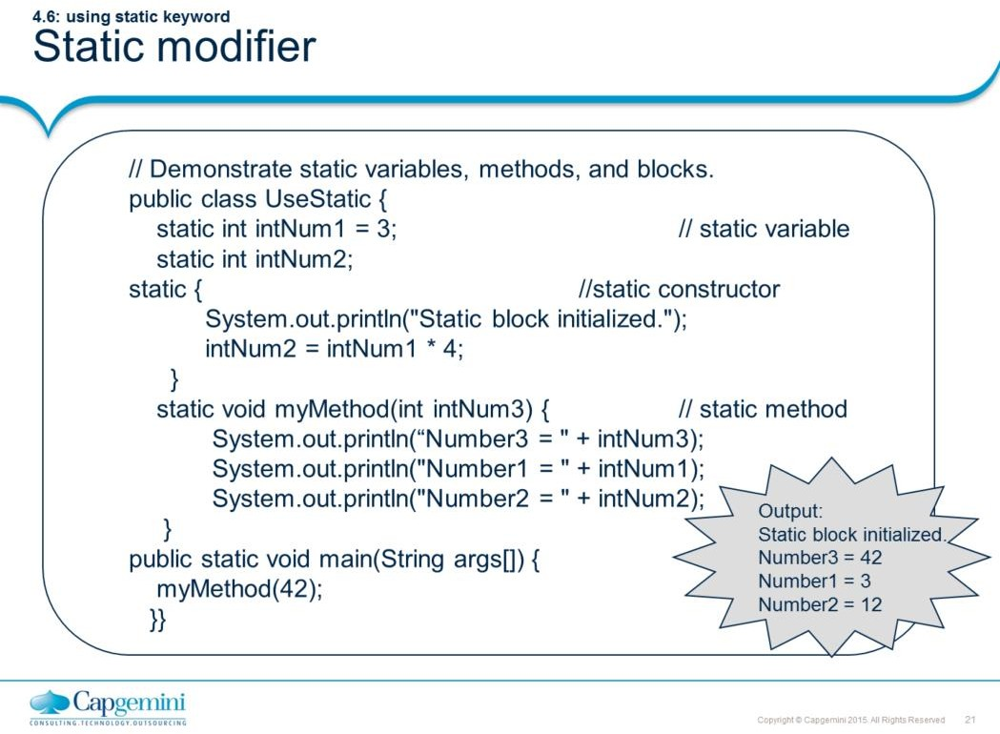 4.6: using static keyword
Static modifier
// Demonstrate static variables, methods, and blocks.
public class UseStatic {
static int intNum1 = 3; // static variable
static int intNum2;
static { //static constructor
System.out.println("Static block initialized.");
intNum2 = intNum1 * 4;
}
static void myMethod(int intNum3) { // static method
System.out.println(“Number3 = " + intNum3);
System.out.println("Number1 = " + intNum1);
System.out.println("Number2 = " + intNum2);
}
public static void main(String args[]) {
myMethod(42);
}}
Output:
Static block initialized.
Number3 = 42
Number1 = 3
Number2 = 12
Capgemini
CONSULTING.TECHNOLOGY.OUTSOURCING
Copyright © Capgemini 2015. All Rights Reserved 21